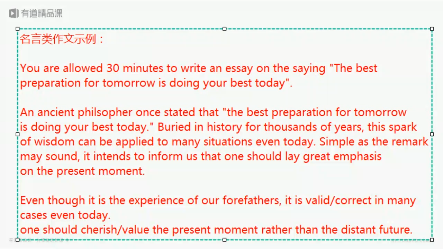 有道精品课
名言类作文示例：
You are allowed 30 minutes to write an essay on the saying "The best
preparation for tomorrow is doing your best today".
An ancient philsopher once stated that "the best preparation for tomorrow
is doing your best today." Buried in history for thousands of years, this spark
of wisdom can be applied to many situations even today. Simple as the remark
may sound, it intends to inform us that one should lay great emphasis
on the present moment.
Even though it is the experience of our forefathers, it is valid/correct in many
cases even today.
one should cherish/value the present moment rather than the distant future.